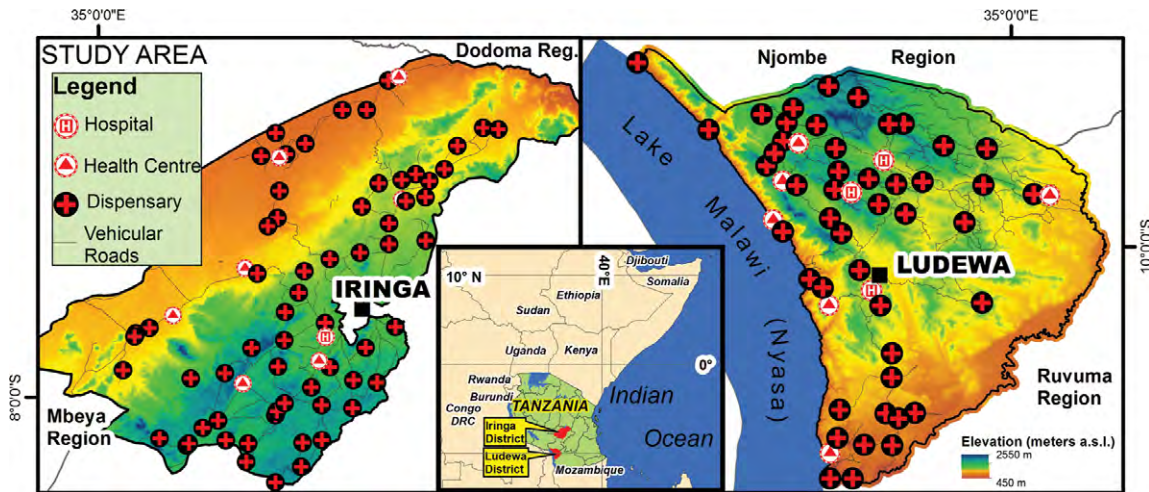 35°0'0"E
35°0'0"E
STUDY AREA
Legend
H Hospital
Health Centre
Dispensary
Vehicular
Roads
Dodoma Reg.
IRINGA
H
Mbeya
Region
8°0'0"S
Njombe Region
Lake Malawi (Nyasa)
H
H
LUDEWA
H
10°0'0"S
Ruvuma
Region
Elevation (meters a.s.l.)
2550 m
450 m
10° N
40°E
Djibouti
Somalia
Ethiopia
Sudan
Uganda
Kenya
0°
Rwanda
Burundi
Congo
DRC
TANZANIA
Indian
Ocean
Iringa
District
Ludewa
District
Mozambique